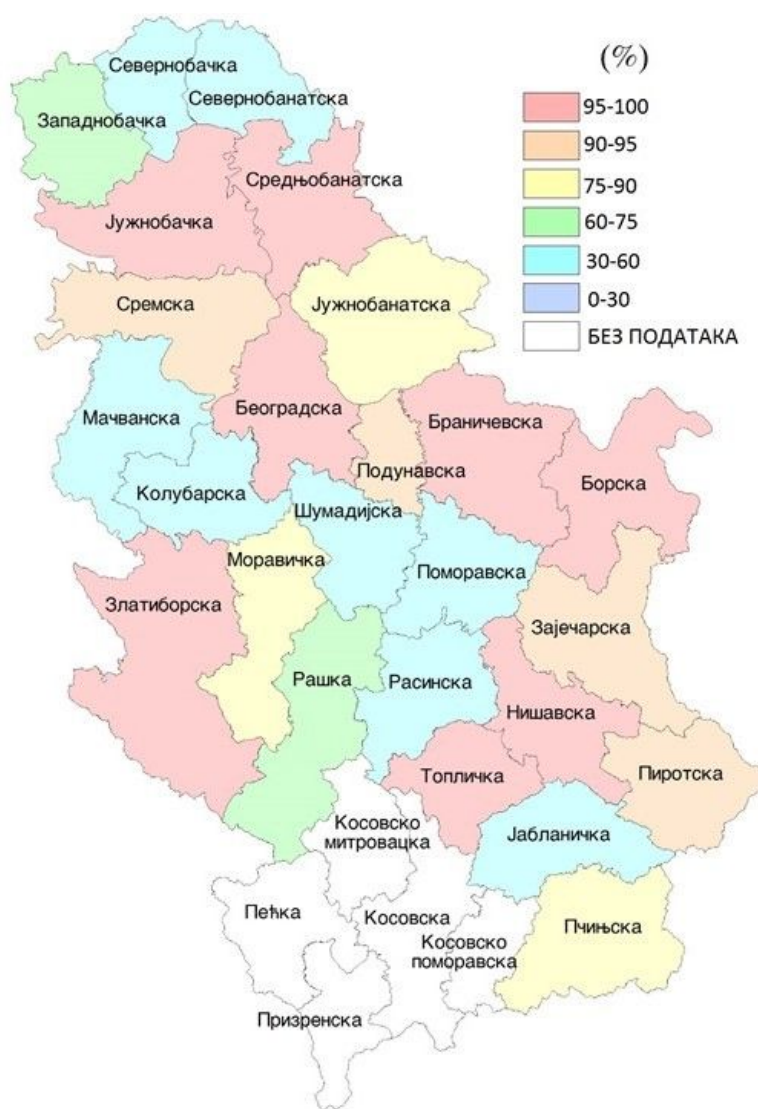 (%)
95-100
90-95
75-90
60-75
30-60
0-30
БЕЗ ПОДАТАКА
Севернобачка
Севернобанатска
Западнобачка
Средњобанатска
Јужнобачка
Јужнобанатска
Сремска
Београдска
Мачванска
Браничевска
Подунавска
Борска
Колубарска
Шумадијска
Моравичка
Поморавска
Златиборска
Зајечарска
Рашка
Расинска
Нишавска
Топличка
Пиротска
Косовско
митровацка
Јабланичка
Пећка
Косовска
Косовско
поморавска
Пчињска
Призренска